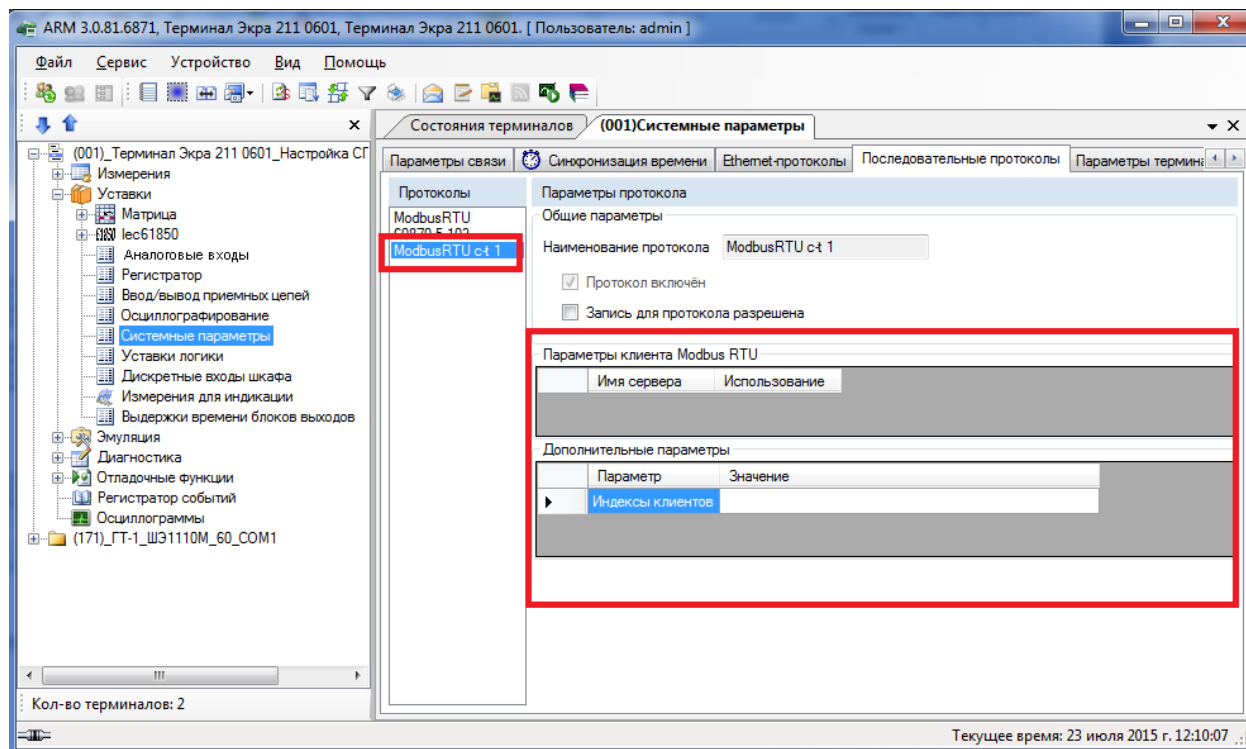 ARM 3.0.81.6871, Терминал Экра 211 0601, Терминал Экра 211 0601. [ Пользователь: admin ]
Файл Сервис Устройство Вид Помощь
Состояния терминалов (001)Системные параметры
(001)_Терминал Экра 211 0601_Настройка СГ
Измерения
Уставки
Матрица
Iec61850
Аналоговые входы
Регистратор
Ввод/вывод приемных цепей
Осциллографирование
Системные параметры
Уставки логики
Дискретные входы шкафа
Измерения для индикации
Выдержки времени блоков выходов
Эмуляция
Диагностика
Отладочные функции
Регистратор событий
Осциллограммы
(171)_ГТ-1_ШЭ1110М_60_COM1
Кол-во терминалов: 2
Параметры связи Синхронизация времени Ethernet-протоколы Последовательные протоколы Параметры термина
Протоколы
ModbusRTU
60870-5-103
ModbusRTU c-t 1
Параметры протокола
Общие параметры
Наименование протокола ModbusRTU c-t 1
Протокол включён
Запись для протокола разрешена
Параметры клиента Modbus RTU
Имя сервера Использование
Дополнительные параметры
Параметр Значение
Индексы клиентов
Текущее время: 23 июля 2015 г. 12:10:07